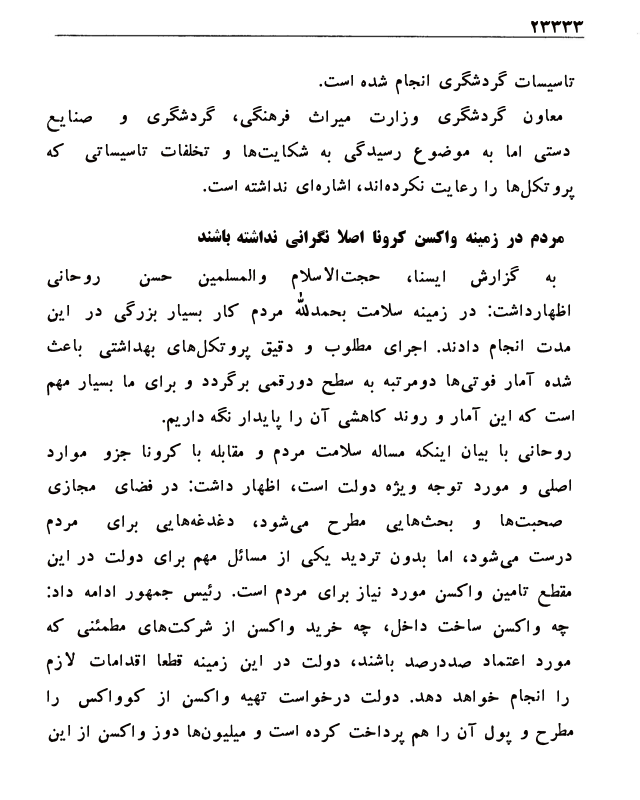 ۲۳۳۳۳
تاسیسات گردشگری انجام شده است.
معاون گردشگری وزارت میراث فرهنگی، گردشگری و صنایع
دستی اما به موضوع رسیدگی به شکایت‌ها و تخلفات تاسیساتی که
پروتکل‌ها را رعایت نکرده‌اند، اشاره‌ای نداشته است.
مردم در زمینه واکسن کرونا اصلا نگرانی نداشته باشند
به گزارش ایسنا، حجت‌الاسلام والمسلمین حسن روحانی
اظهارداشت: در زمینه سلامت بحمدلله مردم کار بسیار بزرگی در این
مدت انجام دادند. اجرای مطلوب و دقیق پروتکل‌های بهداشتی باعث
شده آمار فوتی‌ها دومرتبه به سطح دورقمی برگردد و برای ما بسیار مهم
است که این آمار و روند کاهشی آن را پایدار نگه داریم.
روحانی با بیان اینکه مساله سلامت مردم و مقابله با کرونا جزو موارد
اصلی و مورد توجه ویژه دولت است، اظهار داشت: در فضای مجازی
صحبت‌ها و بحث‌هایی مطرح می‌شود، دغدغه‌هایی برای مردم
درست می‌شود، اما بدون تردید یکی از مسائل مهم برای دولت در این
مقطع تامین واکسن مورد نیاز برای مردم است. رئیس جمهور ادامه داد:
چه واکسن ساخت داخل، چه خرید واکسن از شرکت‌های مطمئنی که
مورد اعتماد صددرصد باشند، دولت در این زمینه قطعا اقدامات لازم
را انجام خواهد دهد. دولت درخواست تهیه واکسن از کوواکس را
مطرح و پول آن را هم پرداخت کرده است و میلیون‌ها دوز واکسن از این